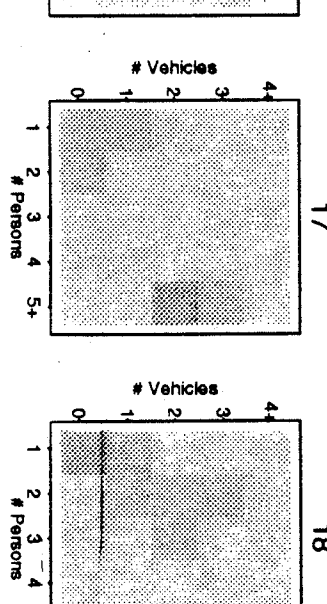 # Vehicles
0 1 2 3 4+
1 2 3 4 5+
# Persons
17
# Vehicles
0 1 2 3 4+
1 2 3 4
# Persons
18